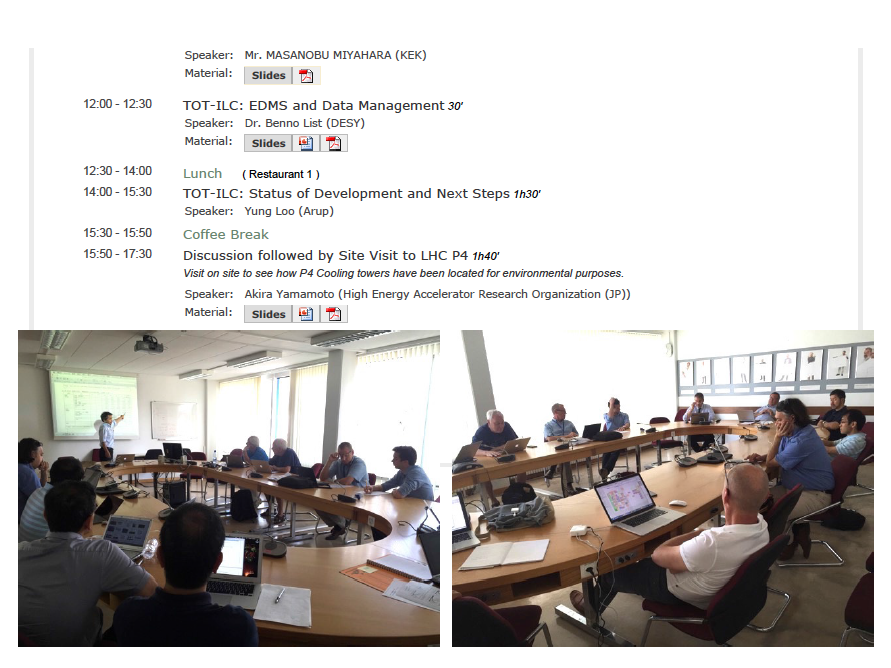 Speaker: Mr. MASANOBU MIYAHARA (KEK)
Material: Slides
12:00 - 12:30 TOT-ILC: EDMS and Data Management 30'
Speaker: Dr. Benno List (DESY)
Material: Slides
12:30 - 14:00 Lunch ( Restaurant 1 )
14:00 - 15:30 TOT-ILC: Status of Development and Next Steps 1h30'
Speaker: Yung Loo (Arup)
15:30 - 15:50 Coffee Break
15:50 - 17:30 Discussion followed by Site Visit to LHC P4 1h40'
Visit on site to see how P4 Cooling towers have been located for environmental purposes.
Speaker: Akira Yamamoto (High Energy Accelerator Research Organization (JP))
Material: Slides